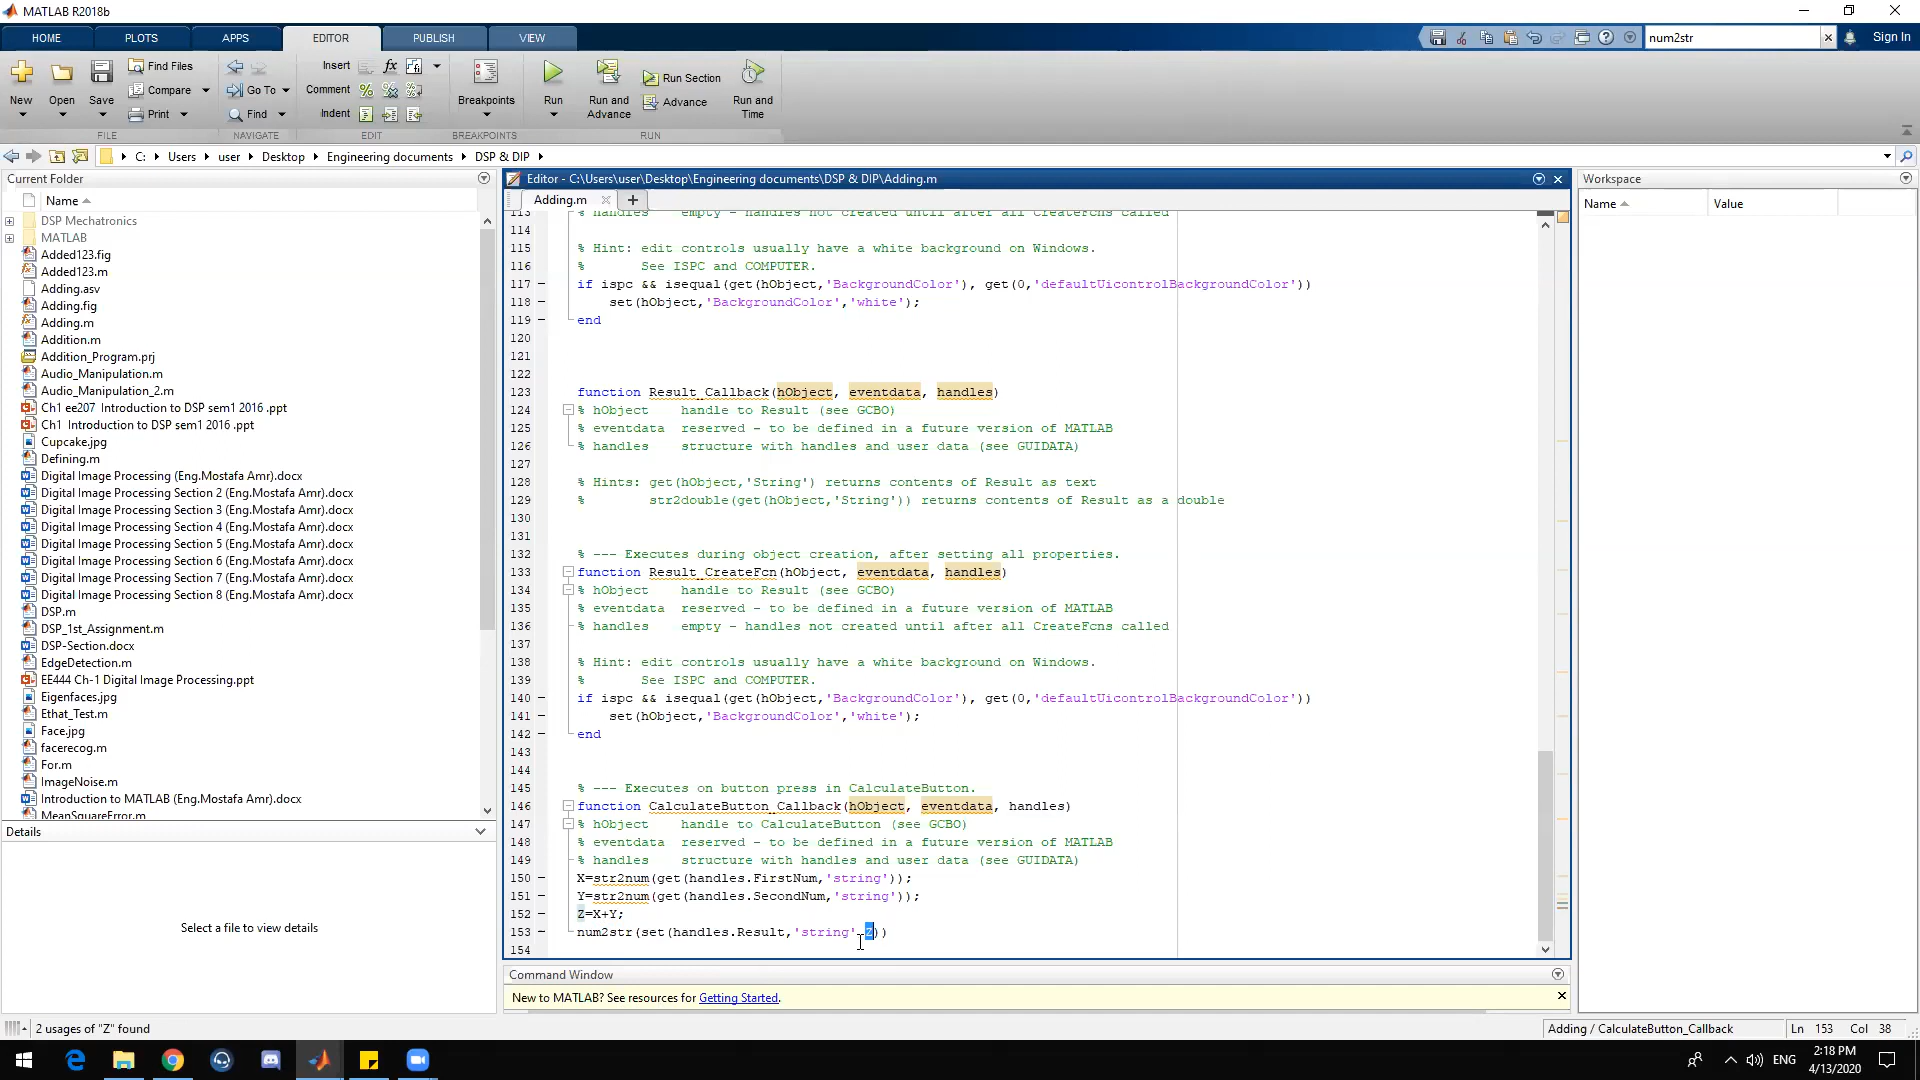 MATLAB R2018b
HOME PLOTS APPS EDITOR PUBLISH VIEW
num2str
Sign In
New
Open
Save
Find Files
Compare
Print
Go To
Find
Insert
Comment
Indent
Breakpoints
Run
Run and Advance
Run Section
Advance
Run and Time
FILE NAVIGATE EDIT BREAKPOINTS RUN
C: Users user Desktop Engineering documents DSP & DIP
Current Folder
Name
DSP Mechatronics
MATLAB
Added123.fig
Added123.m
Adding.asv
Adding.fig
Adding.m
Addition.m
Addition_Program.prj
Audio_Manipulation.m
Audio_Manipulation_2.m
Ch1 ee207 Introduction to DSP sem1 2016 .ppt
Ch1 Introduction to DSP sem1 2016 .ppt
Cupcake.jpg
Defining.m
Digital Image Processing (Eng.Mostafa Amr).docx
Digital Image Processing Section 2 (Eng.Mostafa Amr).docx
Digital Image Processing Section 3 (Eng.Mostafa Amr).docx
Digital Image Processing Section 4 (Eng.Mostafa Amr).docx
Digital Image Processing Section 5 (Eng.Mostafa Amr).docx
Digital Image Processing Section 6 (Eng.Mostafa Amr).docx
Digital Image Processing Section 7 (Eng.Mostafa Amr).docx
Digital Image Processing Section 8 (Eng.Mostafa Amr).docx
DSP.m
DSP_1st_Assignment.m
DSP-Section.docx
EdgeDetection.m
EE444 Ch-1 Digital Image Processing.ppt
Eigenfaces.jpg
Ethat_Test.m
Face.jpg
facerecog.m
For.m
ImageNoise.m
Introduction to MATLAB (Eng.Mostafa Amr).docx
MeanSquareError.m
Details
Select a file to view details
Editor - C:\Users\user\Desktop\Engineering documents\DSP & DIP\Adding.m
Adding.m
113 % handles    empty - handles not created until after all CreateFcns called
114
115 % Hint: edit controls usually have a white background on Windows.
116 %       See ISPC and COMPUTER.
117 if ispc && isequal(get(hObject,'BackgroundColor'), get(0,'defaultUicontrolBackgroundColor'))
118     set(hObject,'BackgroundColor','white');
119 end
120
121
122
123 function Result_Callback(hObject, eventdata, handles)
124 % hObject    handle to Result (see GCBO)
125 % eventdata  reserved - to be defined in a future version of MATLAB
126 % handles    structure with handles and user data (see GUIDATA)
127
128 % Hints: get(hObject,'String') returns contents of Result as text
129 %        str2double(get(hObject,'String')) returns contents of Result as a double
130
131
132 % --- Executes during object creation, after setting all properties.
133 function Result_CreateFcn(hObject, eventdata, handles)
134 % hObject    handle to Result (see GCBO)
135 % eventdata  reserved - to be defined in a future version of MATLAB
136 % handles    empty - handles not created until after all CreateFcns called
137
138 % Hint: edit controls usually have a white background on Windows.
139 %       See ISPC and COMPUTER.
140 if ispc && isequal(get(hObject,'BackgroundColor'), get(0,'defaultUicontrolBackgroundColor'))
141     set(hObject,'BackgroundColor','white');
142 end
143
144
145 % --- Executes on button press in CalculateButton.
146 function CalculateButton_Callback(hObject, eventdata, handles)
147 % hObject    handle to CalculateButton (see GCBO)
148 % eventdata  reserved - to be defined in a future version of MATLAB
149 % handles    structure with handles and user data (see GUIDATA)
150 X=str2num(get(handles.FirstNum,'string'));
151 Y=str2num(get(handles.SecondNum,'string'));
152 Z=X+Y;
153 num2str(set(handles.Result,'string',Z))
154
Command Window
New to MATLAB? See resources for Getting Started.
Workspace
Name Value
2 usages of "Z" found
Adding / CalculateButton_Callback
Ln 153 Col 38
ENG
2:18 PM
4/13/2020